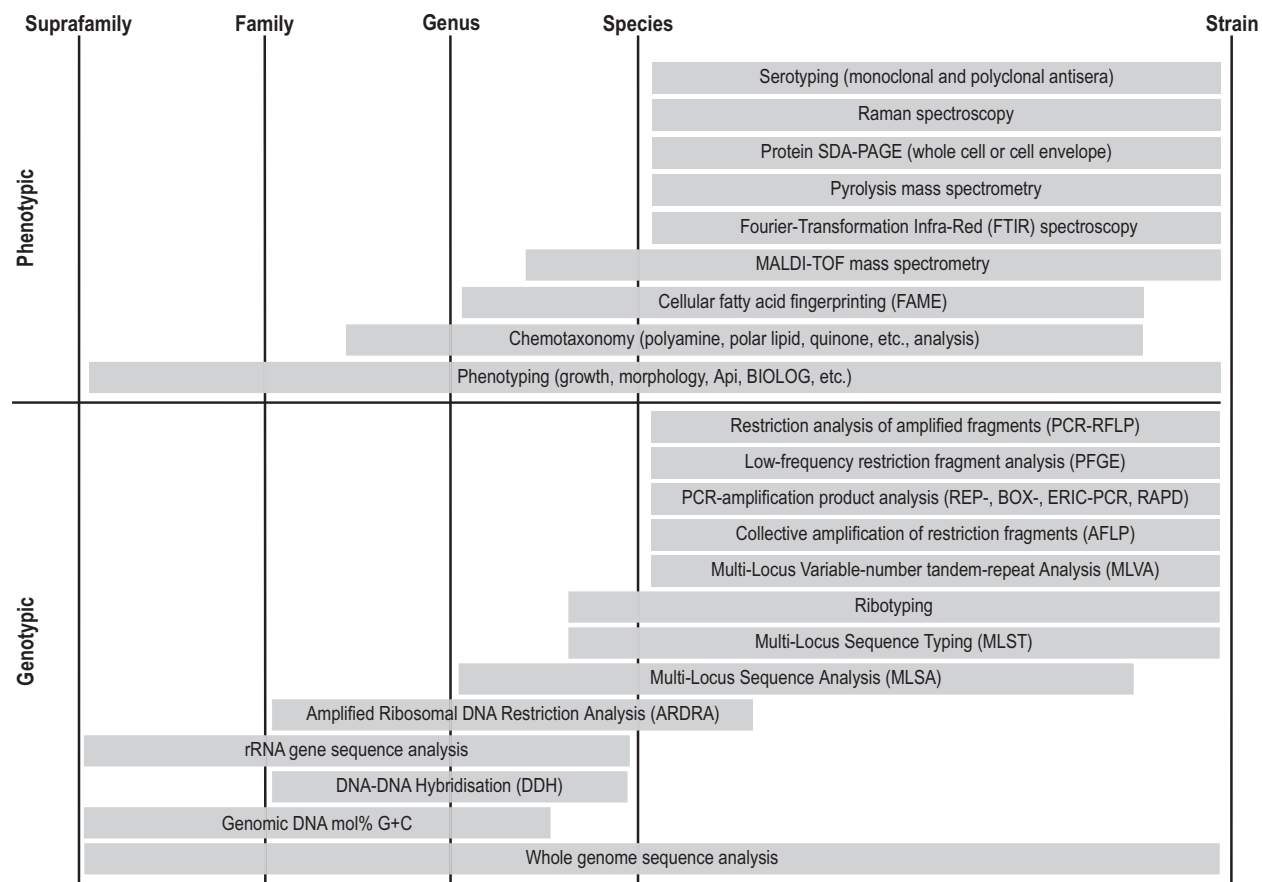 Suprafamily Family Genus Species Strain
Phenotypic
Serotyping (monoclonal and polyclonal antisera)
Raman spectroscopy
Protein SDA-PAGE (whole cell or cell envelope)
Pyrolysis mass spectrometry
Fourier-Transformation Infra-Red (FTIR) spectroscopy
MALDI-TOF mass spectrometry
Cellular fatty acid fingerprinting (FAME)
Chemotaxonomy (polyamine, polar lipid, quinone, etc., analysis)
Phenotyping (growth, morphology, Api, BIOLOG, etc.)
Genotypic
Restriction analysis of amplified fragments (PCR-RFLP)
Low-frequency restriction fragment analysis (PFGE)
PCR-amplification product analysis (REP-, BOX-, ERIC-PCR, RAPD)
Collective amplification of restriction fragments (AFLP)
Multi-Locus Variable-number tandem-repeat Analysis (MLVA)
Ribotyping
Multi-Locus Sequence Typing (MLST)
Multi-Locus Sequence Analysis (MLSA)
Amplified Ribosomal DNA Restriction Analysis (ARDRA)
rRNA gene sequence analysis
DNA-DNA Hybridisation (DDH)
Genomic DNA mol% G+C
Whole genome sequence analysis